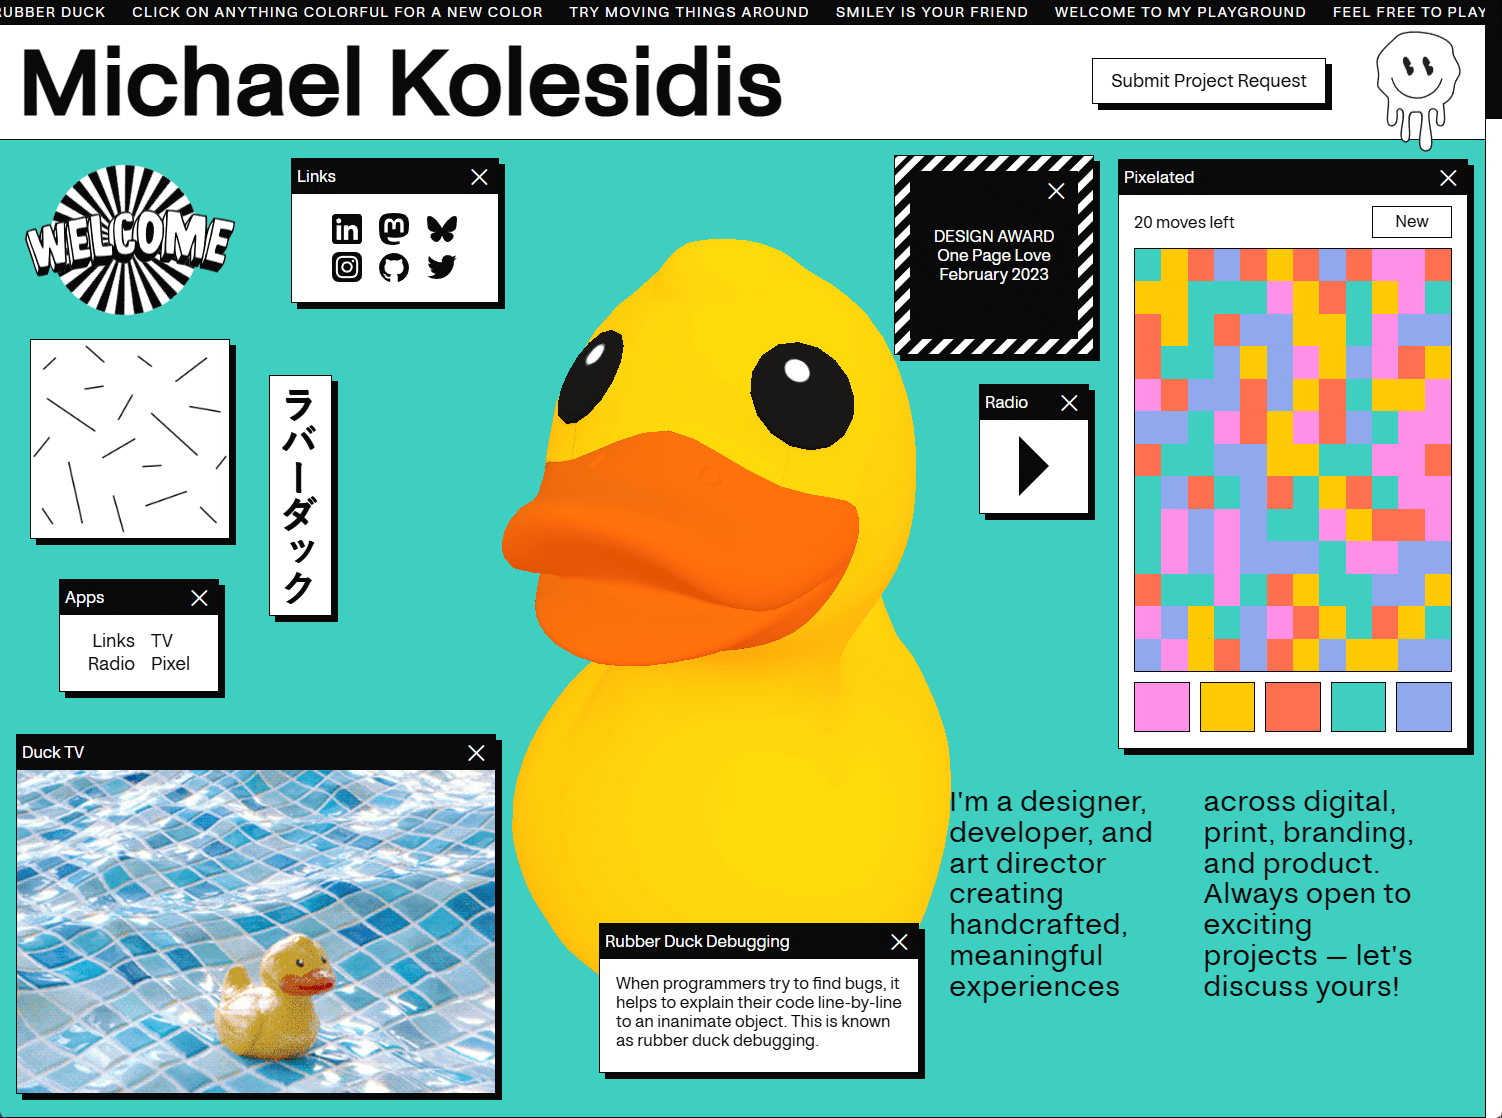 RUBBER DUCK CLICK ON ANYTHING COLORFUL FOR A NEW COLOR TRY MOVING THINGS AROUND SMILEY IS YOUR FRIEND WELCOME TO MY PLAYGROUND FEEL FREE TO PLAY
Michael Kolesidis
Submit Project Request
WELCOME
Links
in
DESIGN AWARD
One Page Love
February 2023
Pixelated
20 moves left
New
ラバーダック
Radio
Apps
Links TV
Radio Pixel
Duck TV
Rubber Duck Debugging
When programmers try to find bugs, it
helps to explain their code line-by-line
to an inanimate object. This is known
as rubber duck debugging.
I'm a designer,
developer, and
art director
creating
handcrafted,
meaningful
experiences
across digital,
print, branding,
and product.
Always open to
exciting
projects — let's
discuss yours!